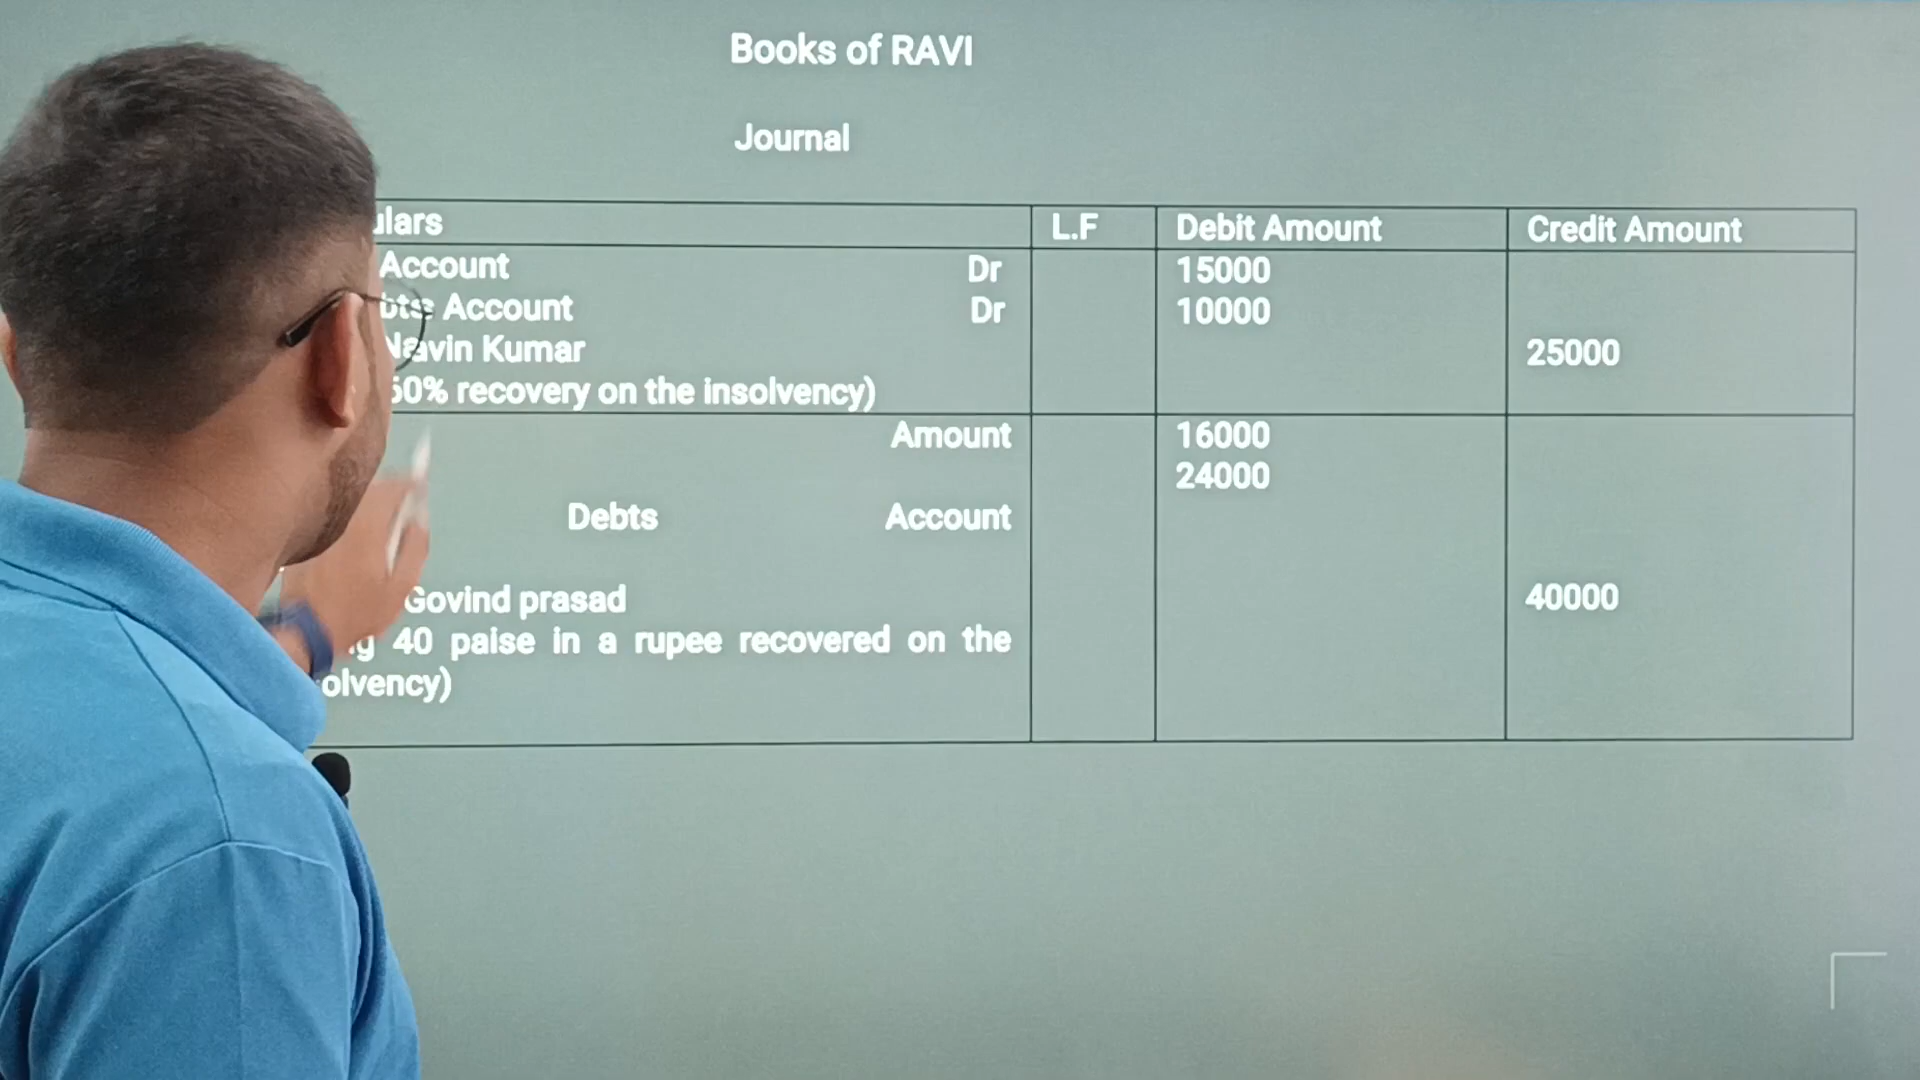 Books of RAVI
Journal
ulars L.F Debit Amount Credit Amount
Account Dr 15000
bts Account Dr 10000
Navin Kumar 25000
60% recovery on the insolvency)
Amount 16000
24000
Debts Account
Govind prasad 40000
g 40 paise in a rupee recovered on the
olvency)